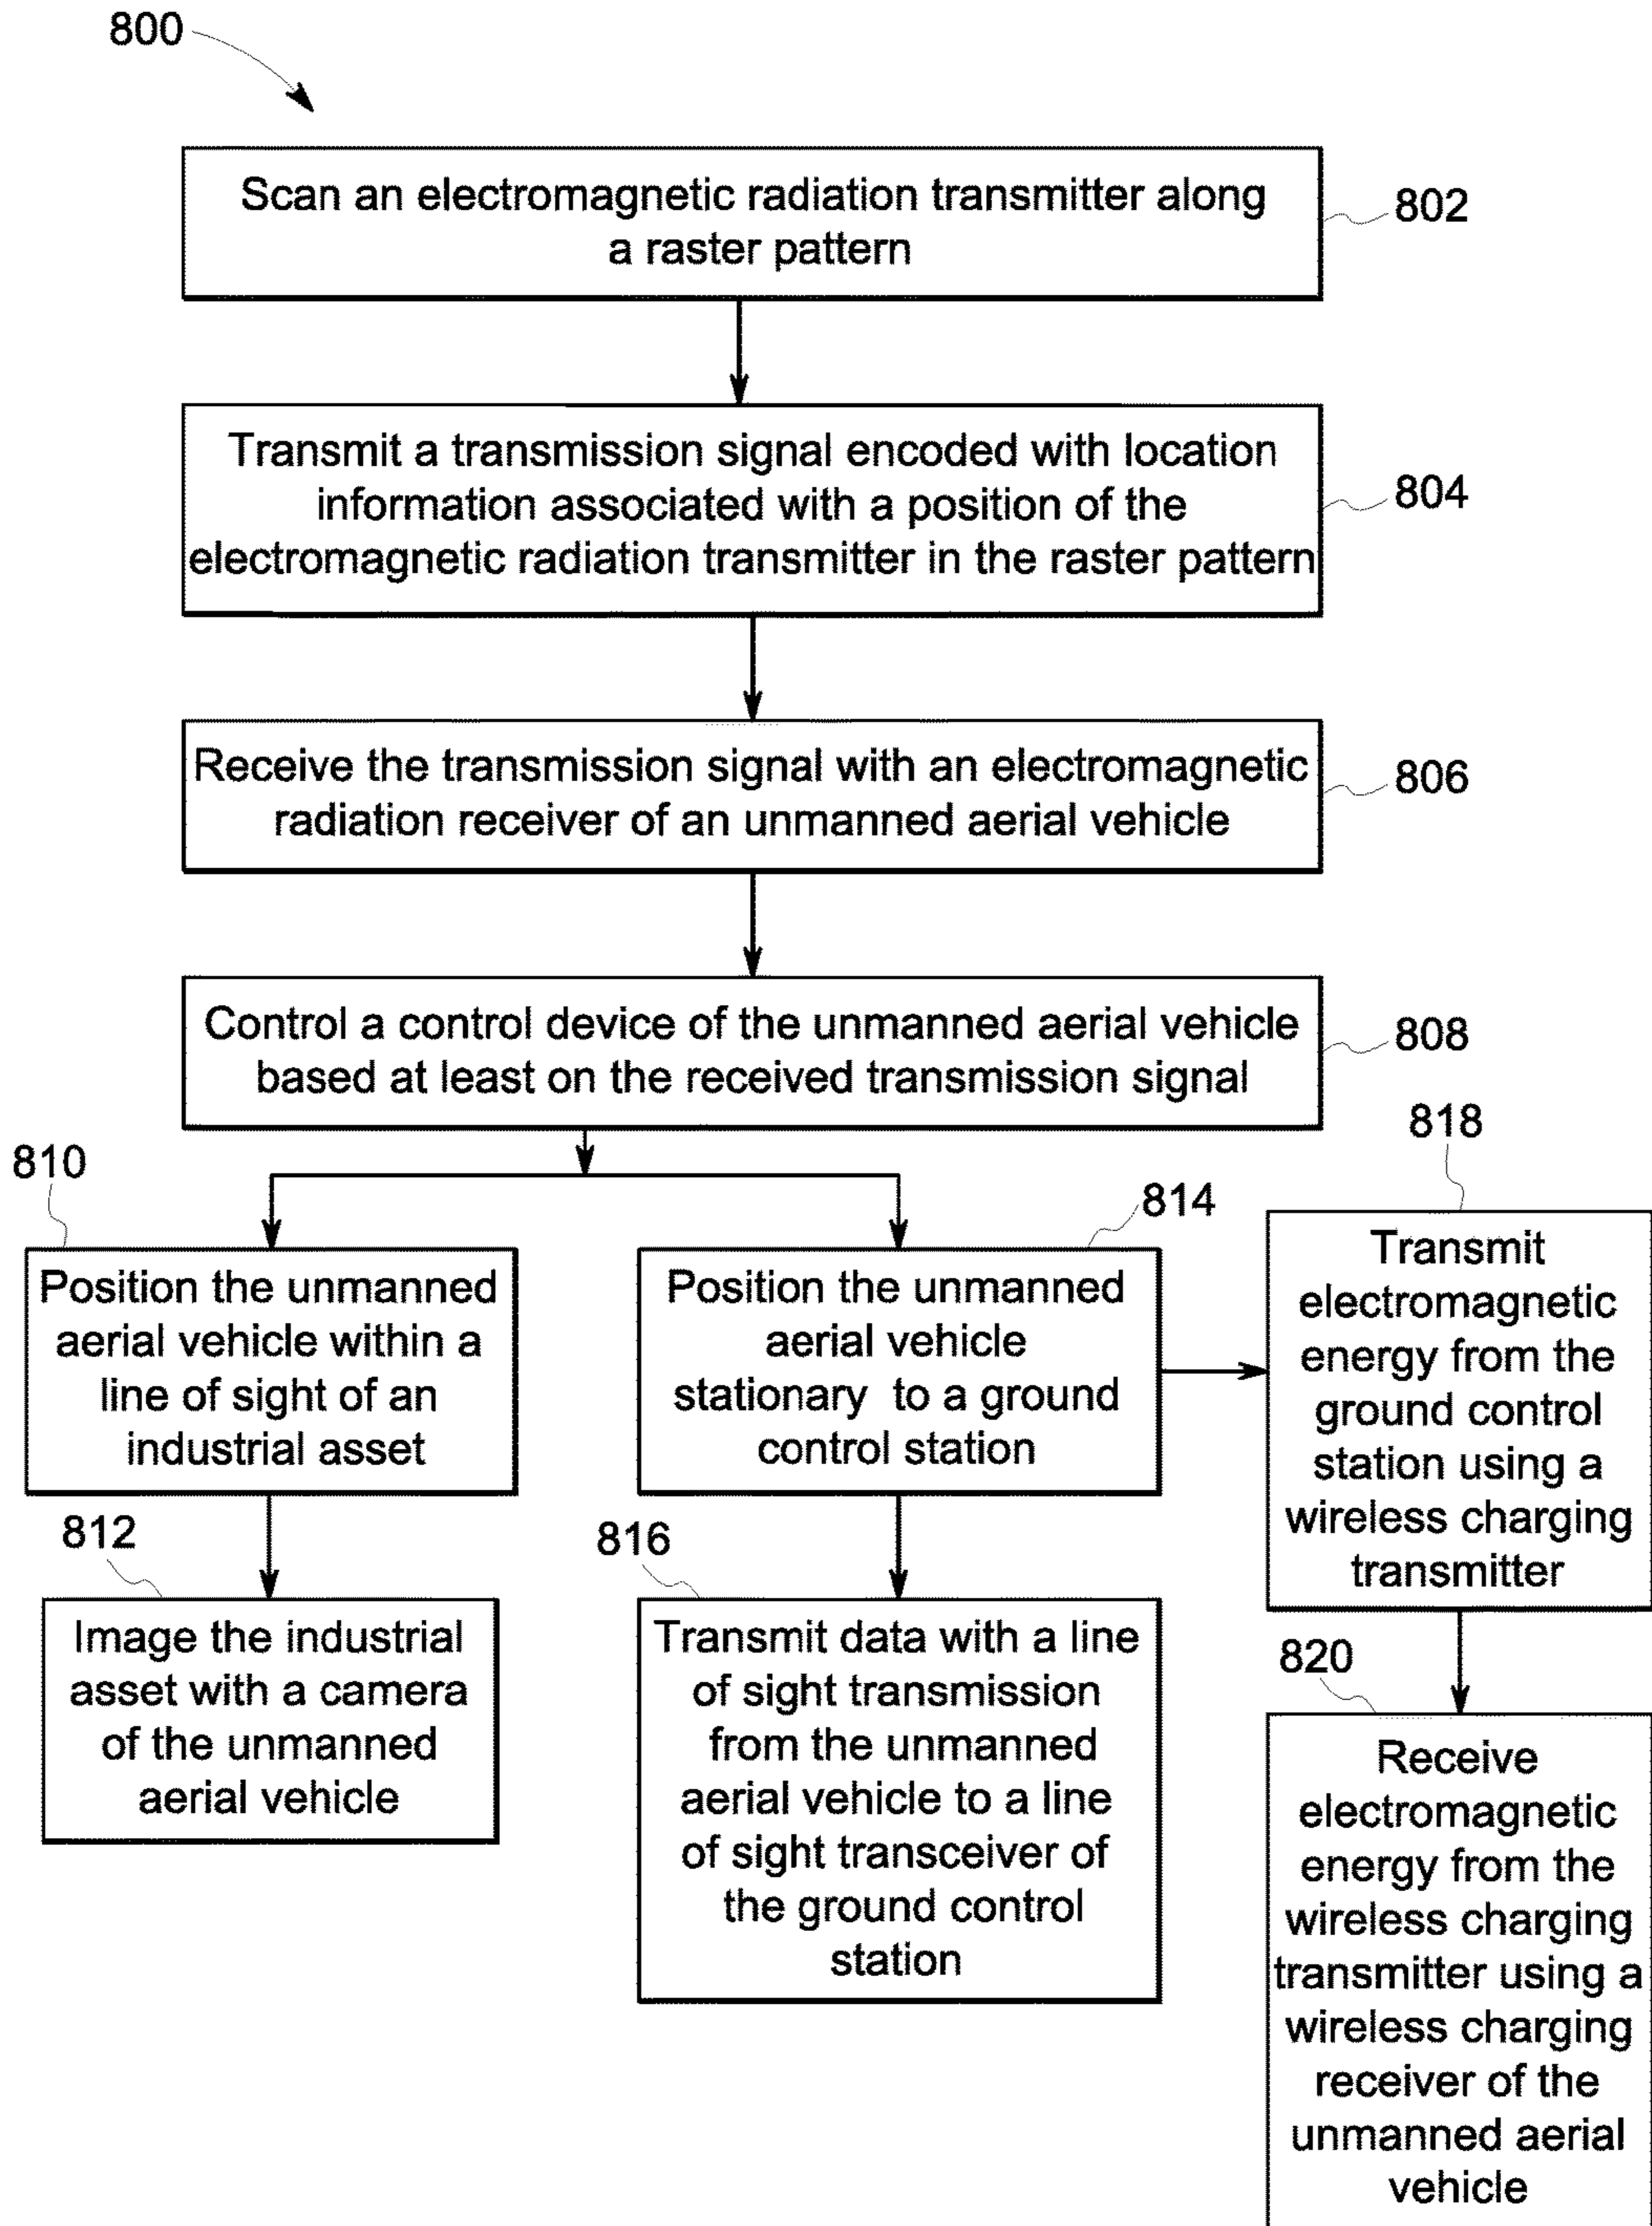 800
Scan an electromagnetic radiation transmitter along
a raster pattern
802
Transmit a transmission signal encoded with location
information associated with a position of the
electromagnetic radiation transmitter in the raster pattern
804
Receive the transmission signal with an electromagnetic
radiation receiver of an unmanned aerial vehicle
806
Control a control device of the unmanned aerial vehicle
based at least on the received transmission signal
808
810
Position the unmanned
aerial vehicle within a
line of sight of an
industrial asset
812
Image the industrial
asset with a camera
of the unmanned
aerial vehicle
814
Position the unmanned
aerial vehicle
stationary to a ground
control station
816
Transmit data with a line
of sight transmission
from the unmanned
aerial vehicle to a line
of sight transceiver of
the ground control
station
818
Transmit
electromagnetic
energy from the
ground control
station using a
wireless charging
transmitter
820
Receive
electromagnetic
energy from the
wireless charging
transmitter using a
wireless charging
receiver of the
unmanned aerial
vehicle